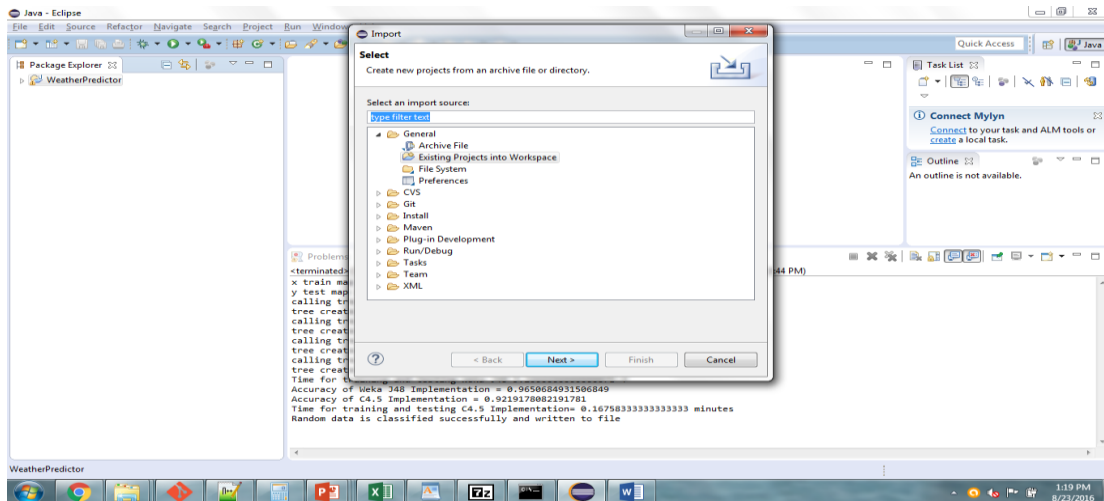 Java - Eclipse
File Edit Source Refactor Navigate Search Project Run Window
Quick Access
Java
Package Explorer
WeatherPredictor
Import
Select
Create new projects from an archive file or directory.
Select an import source:
type filter text
General
Archive File
Existing Projects into Workspace
File System
Preferences
CVS
Git
Install
Maven
Plug-in Development
Run/Debug
Tasks
Team
XML
< Back
Next >
Finish
Cancel
Task List
Connect Mylyn
Connect to your task and ALM tools or
create a local task.
Outline
An outline is not available.
Problems
<terminated>
:44 PM)
x train ma
y test map
calling tr
tree creat
calling tr
tree creat
calling tr
tree creat
calling tr
tree creat
Time for
Accuracy of Weka J48 Implementation = 0.9650684931506849
Accuracy of C4.5 Implementation = 0.9219178082191781
Time for training and testing C4.5 Implementation= 0.16758333333333333 minutes
Random data is classified successfully and written to file
WeatherPredictor
1:19 PM
8/23/2016